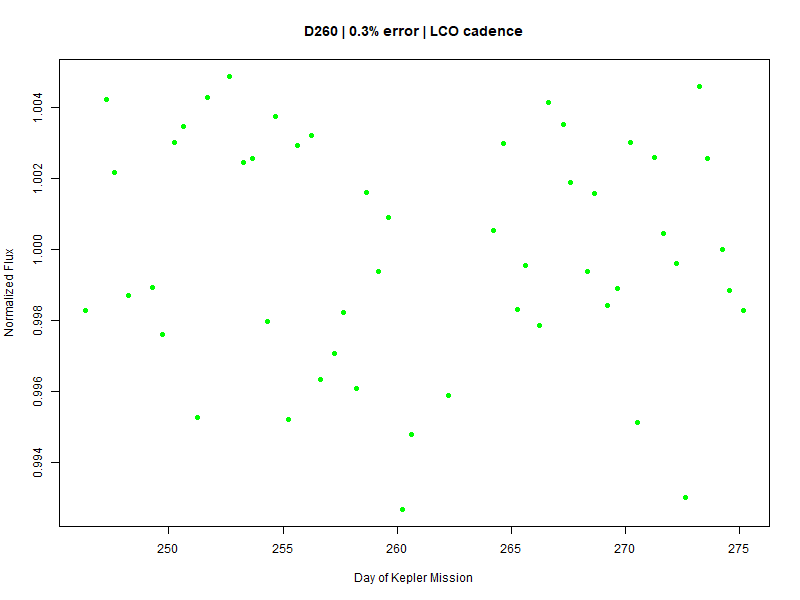 D260 | 0.3% error | LCO cadence
1.004
1.002
1.000
0.998
0.996
0.994
Normalized Flux
250 255 260 265 270 275
Day of Kepler Mission